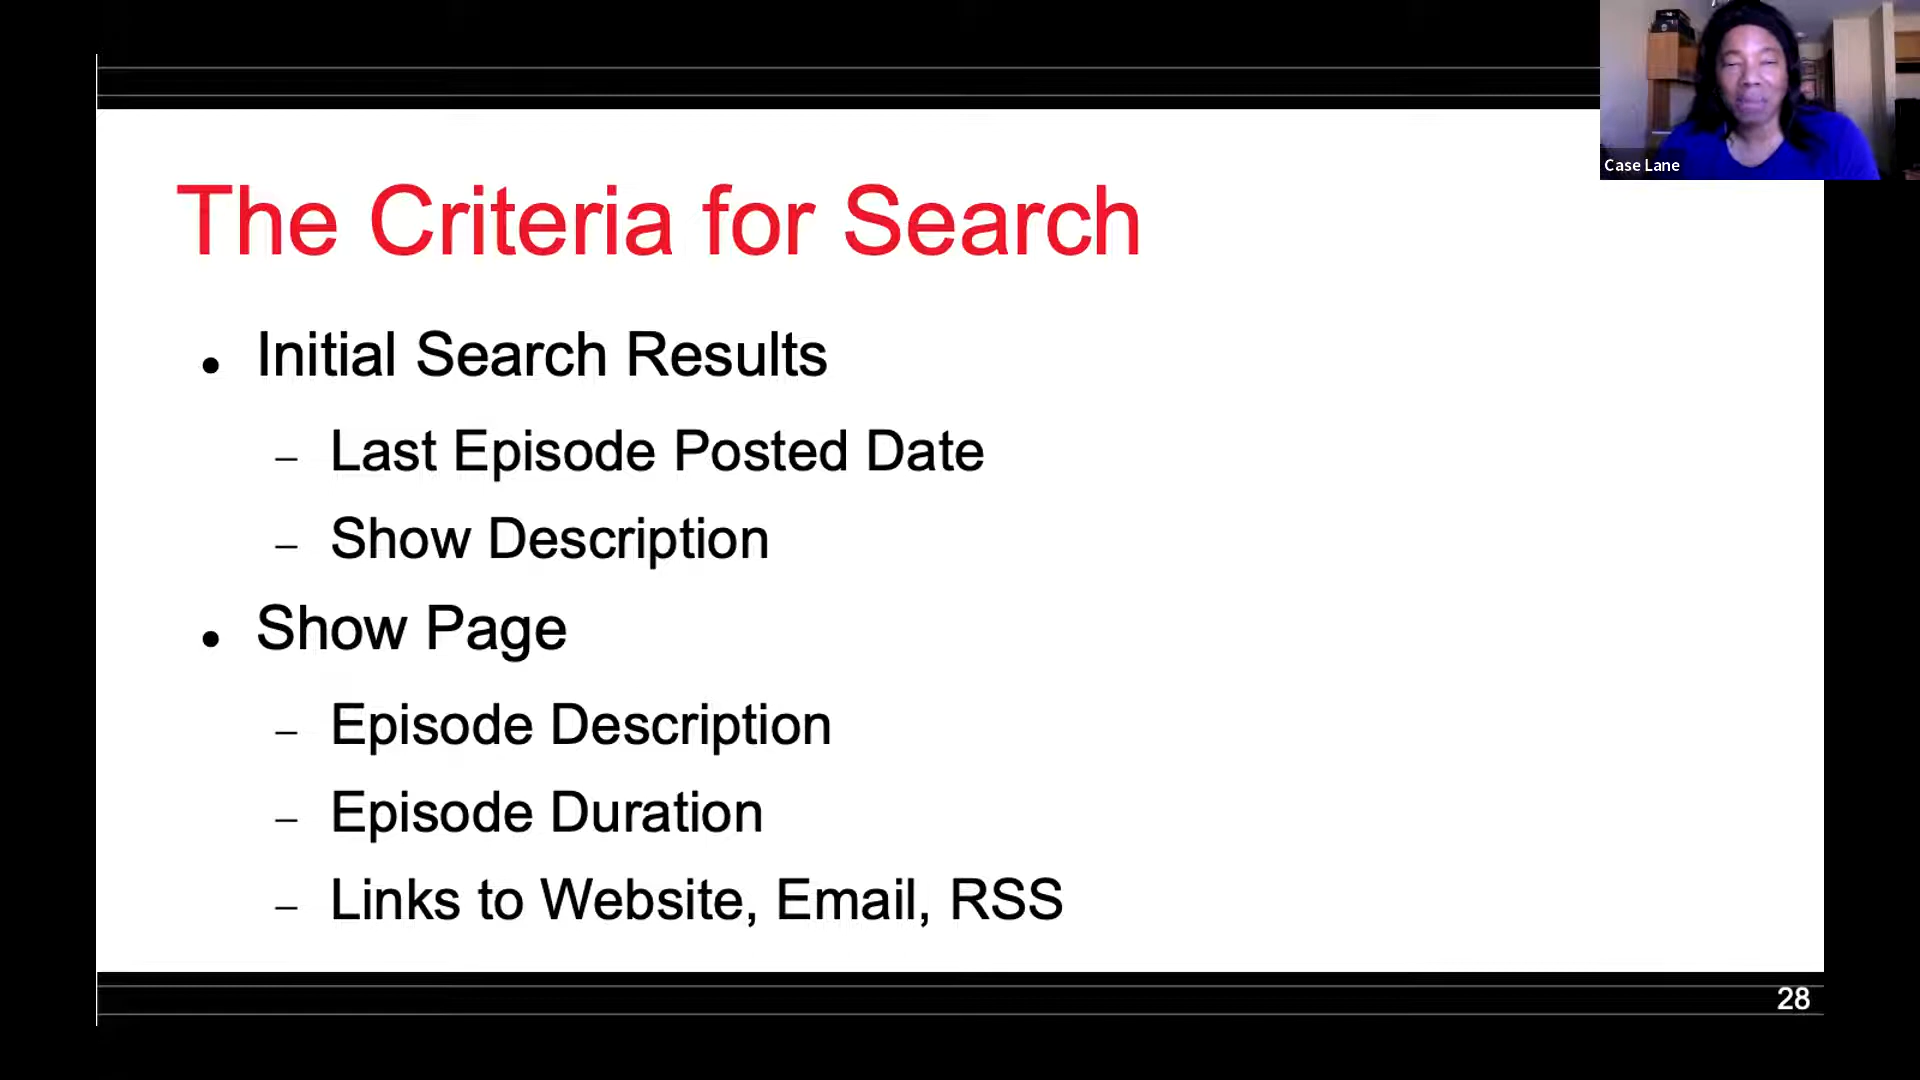 The Criteria for Search
• Initial Search Results
– Last Episode Posted Date
– Show Description
• Show Page
– Episode Description
– Episode Duration
– Links to Website, Email, RSS
28
Case Lane